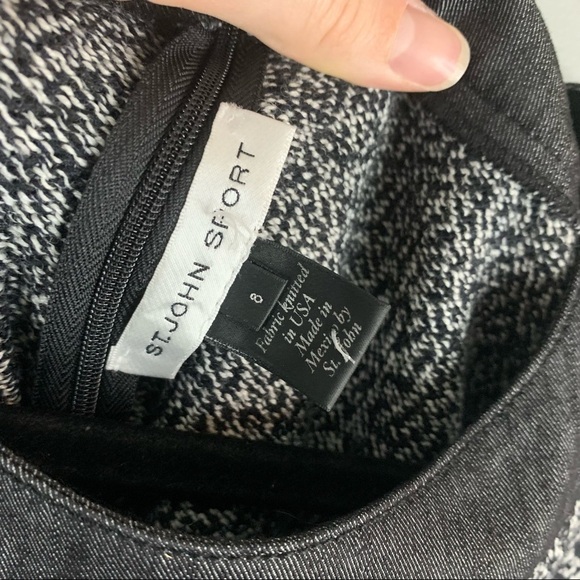 ST. JOHN SPORT
8
Fabric knitted
in USA
Made in
Mexico by
St. John